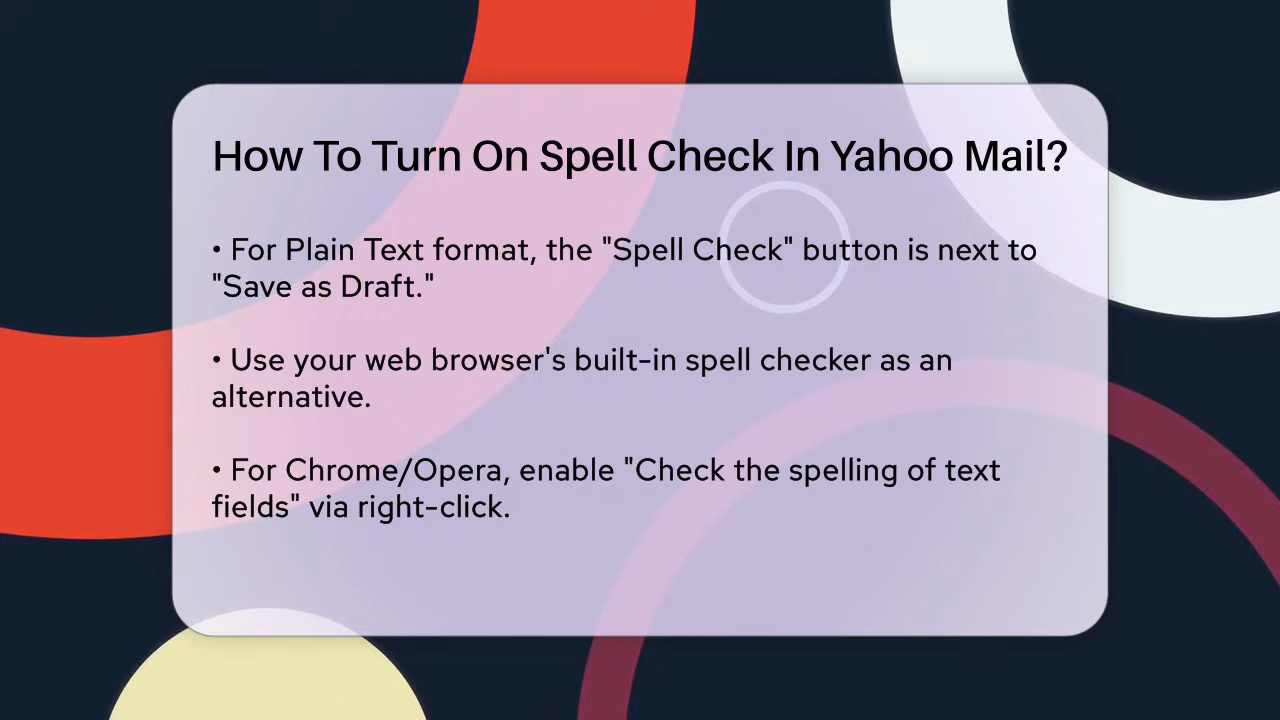 How To Turn On Spell Check In Yahoo Mail?
• For Plain Text format, the "Spell Check" button is next to
"Save as Draft."
• Use your web browser's built-in spell checker as an
alternative.
• For Chrome/Opera, enable "Check the spelling of text
fields" via right-click.